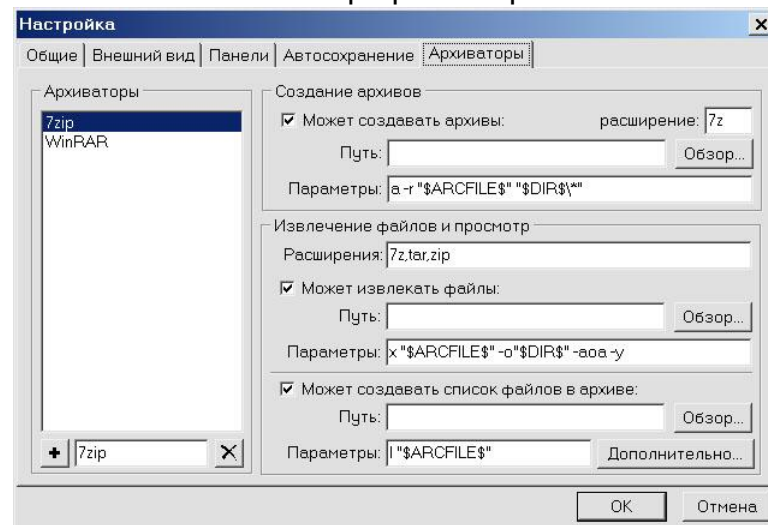 Настройка
Общие Внешний вид Панели Автосохранение Архиваторы
Архиваторы
7zip
WinRAR
7zip
Создание архивов
Может создавать архивы: расширение: 7z
Путь: Обзор...
Параметры: a -r "$ARCFILE$" "$DIR$\*"
Извлечение файлов и просмотр
Расширения: 7z,tar,zip
Может извлекать файлы:
Путь: Обзор...
Параметры: x "$ARCFILE$" -o"$DIR$" -aoa -y
Может создавать список файлов в архиве:
Путь: Обзор...
Параметры: l "$ARCFILE$" Дополнительно...
OK Отмена